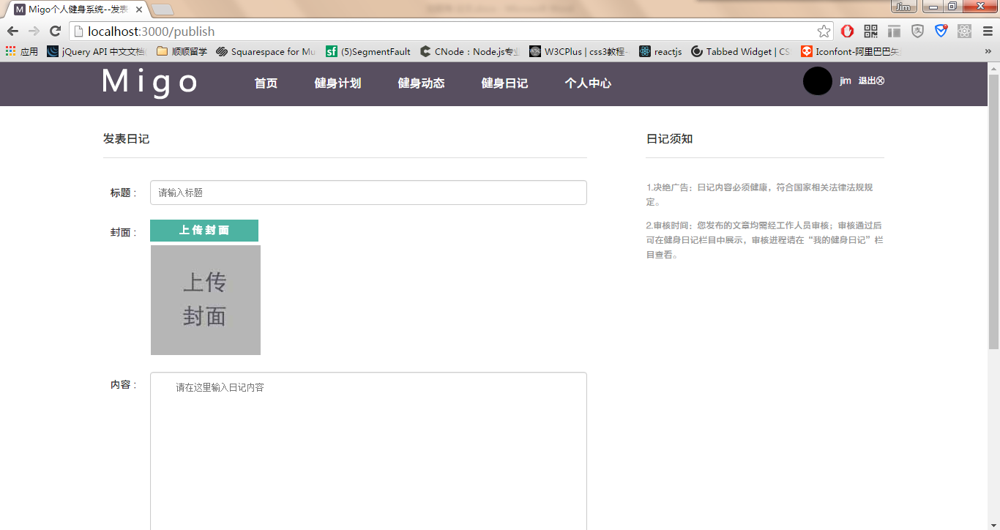 Migo个人健身系统--发表
Jim
localhost:3000/publish
应用
jQuery API 中文文档
顺顺留学
Squarespace for Mu
(5)SegmentFault
CNode：Node.js专业
W3CPlus | css3教程-
reactjs
Tabbed Widget | CS
Iconfont-阿里巴巴矢
»
Migo
首页
健身计划
健身动态
健身日记
个人中心
jim
退出
发表日记
标题：
请输入标题
封面：
上传封面
上传
封面
内容：
请在这里输入日记内容
日记须知
1.决绝广告；日记内容必须健康，符合国家相关法律法规规
定。
2.审核时间：您发布的文章均需经工作人员审核；审核通过后
可在健身日记栏目中展示，审核进程请在“我的健身日记”栏
目查看。